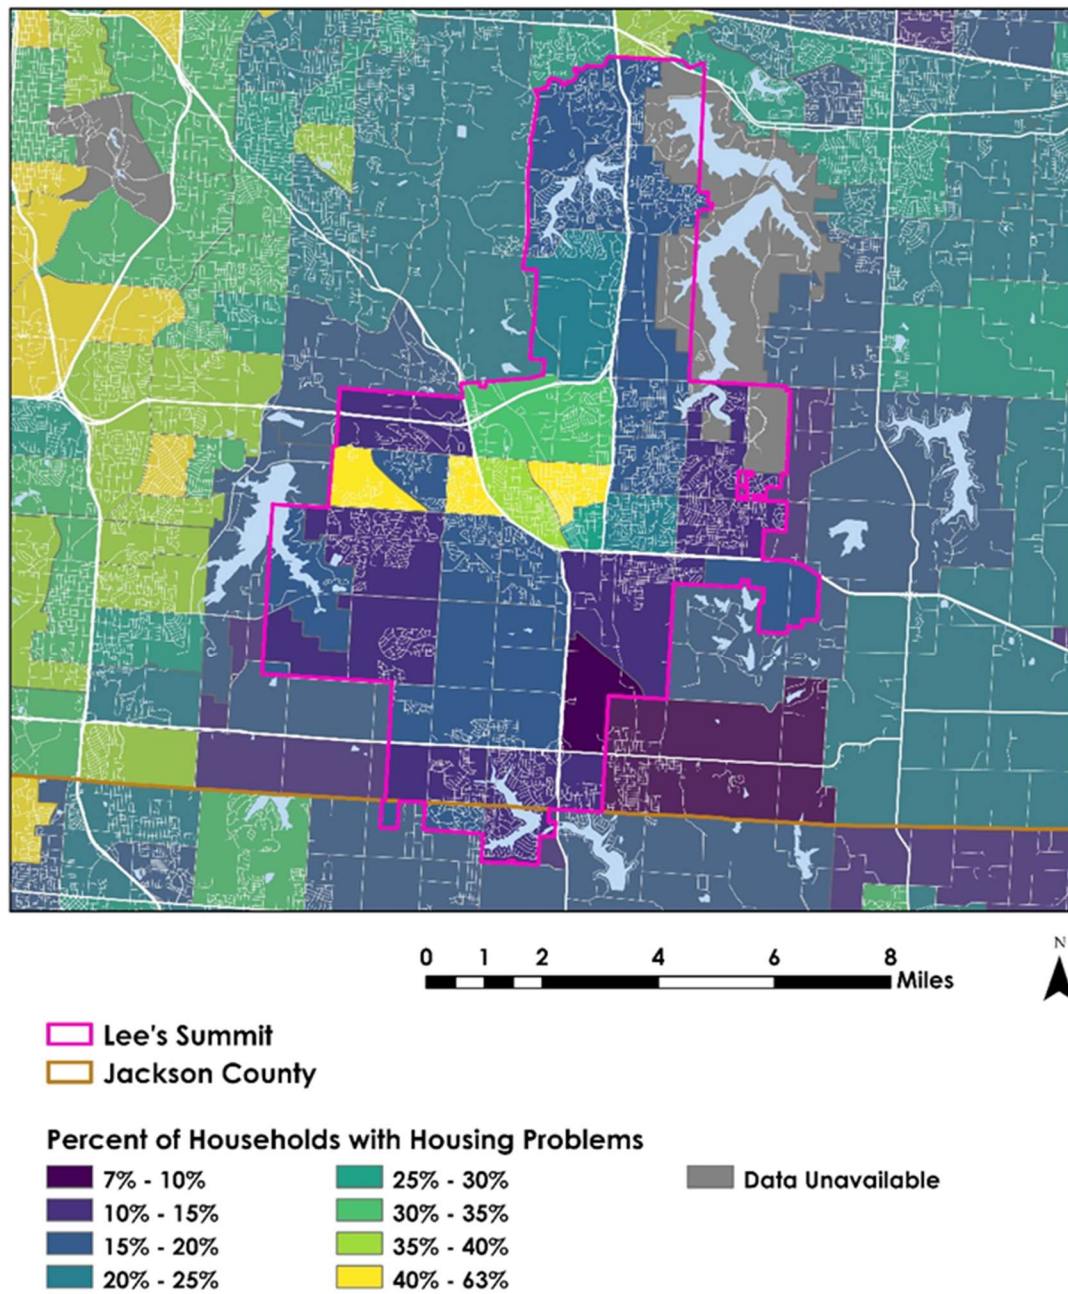 0 1 2 4 6 8
Miles
N
Lee's Summit
Jackson County
Percent of Households with Housing Problems
7% - 10% 25% - 30% Data Unavailable
10% - 15% 30% - 35%
15% - 20% 35% - 40%
20% - 25% 40% - 63%